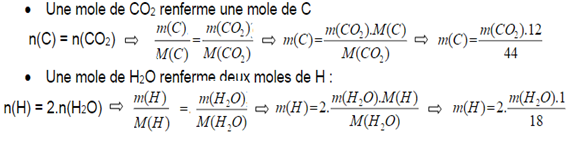 • Une mole de CO₂ renferme une mole de C
n(C) = n(CO₂) ⇨ m(C)/M(C) = m(CO₂)/M(CO₂) ⇨ m(C)= m(CO₂).M(C)/M(CO₂) ⇨ m(C)= m(CO₂).12/44
• Une mole de H₂O renferme deux moles de H :
n(H) = 2.n(H₂O) ⇨ m(H)/M(H) = m(H₂O)/M(H₂O) ⇨ m(H)=2. m(H₂O).M(H)/M(H₂O) ⇨ m(H)=2. m(H₂O).1/18